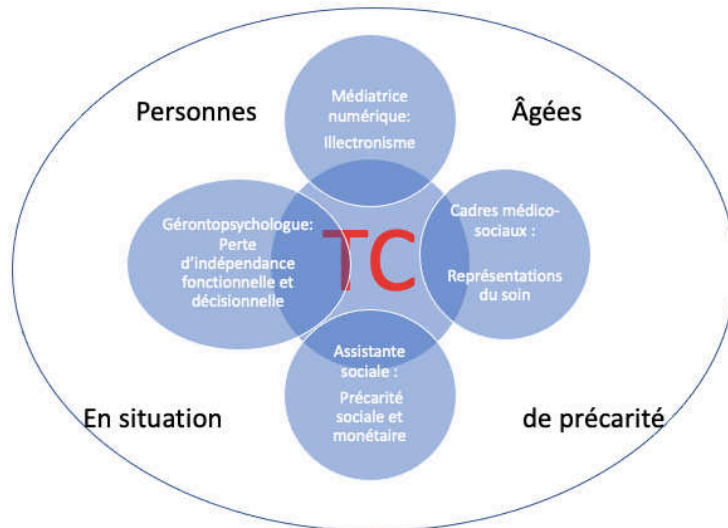 Personnes
Âgées
Médiatrice
numérique:
Illectronisme
Gérontopsychologue:
Perte
d'indépendance
fonctionnelle et
décisionnelle
TC
Cadres médico-
sociaux :
Représentations
du soin
Assistante
sociale :
Précarité
sociale et
monétaire
En situation
de précarité